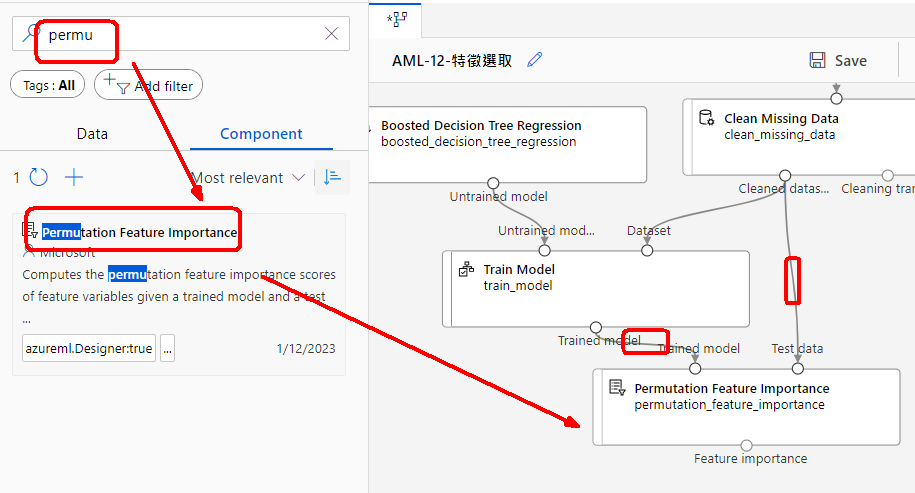 permu
Tags : All
Add filter
Data
Component
1
Most relevant
Permutation Feature Importance
Microsoft
Computes the permutation feature importance scores
of feature variables given a trained model and a test
...
azureml.Designer:true
...
1/12/2023
AML-12-特徵選取
Save
Boosted Decision Tree Regression
boosted_decision_tree_regression
Untrained model
Clean Missing Data
clean_missing_data
Cleaned datas...
Cleaning tran
Untrained mod...
Dataset
Train Model
train_model
Trained model
Trained model
Test data
Permutation Feature Importance
permutation_feature_importance
Feature importance